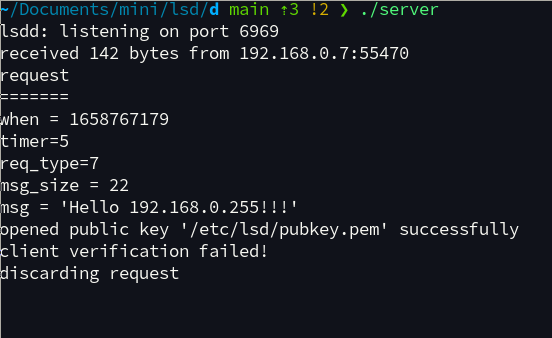 ~/Documents/mini/lsd/d main ⇡3 !2 ❯ ./server
lsdd: listening on port 6969
received 142 bytes from 192.168.0.7:55470
request
=======
when = 1658767179
timer=5
req_type=7
msg_size = 22
msg = 'Hello 192.168.0.255!!!'
opened public key '/etc/lsd/pubkey.pem' successfully
client verification failed!
discarding request